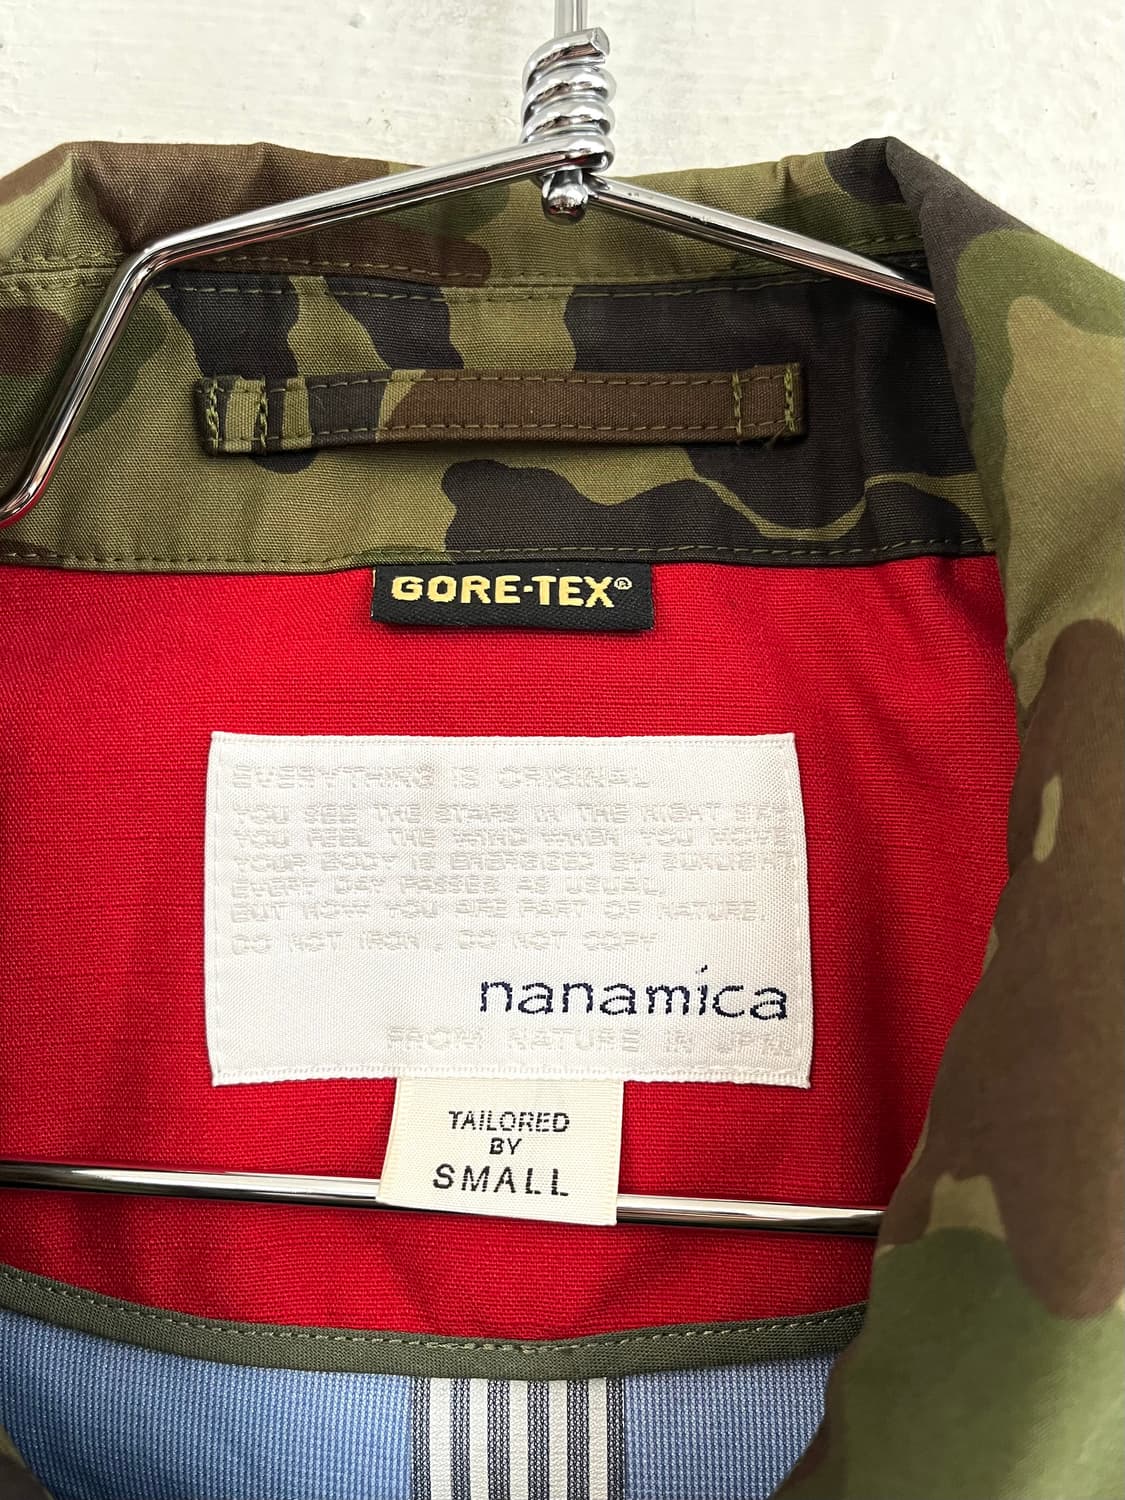 GORE-TEX®
EVERYTHING IS ORIGINAL
YOU SEE THE STARS IN THE NIGHT SKY
YOU FEEL THE WIND WHEN YOU MOVE
YOUR BODY IS ENERGIZED BY SUNLIGHT
EVERY DAY PASSES AS USUAL,
BUT NOW YOU ARE PART OF NATURE.
DO NOT IRON, DO NOT COPY
nanamica
FROM NATURE IN JPN.
TAILORED
BY
SMALL